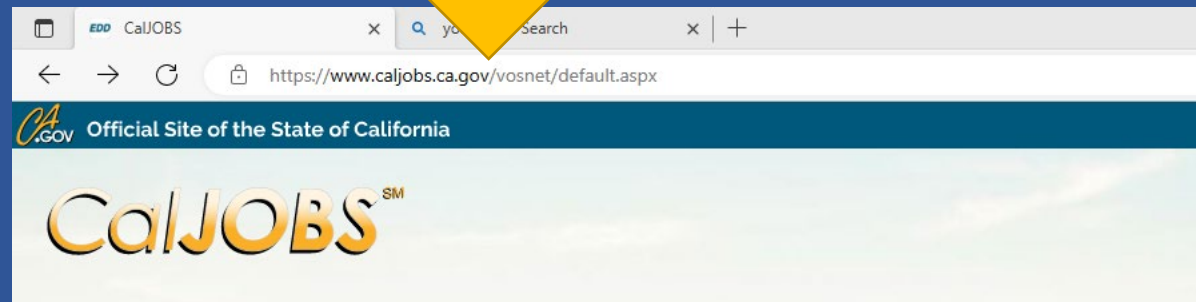 EDD CalJOBS
Search
https://www.caljobs.ca.gov/vosnet/default.aspx
CA.GOV Official Site of the State of California
CalJOBS SM